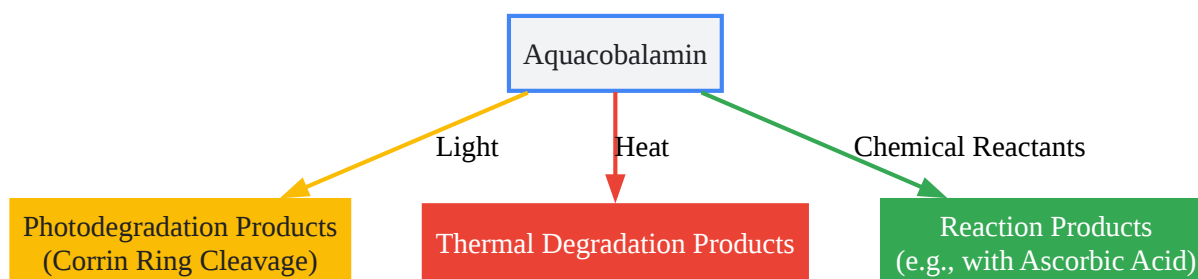 Aquacobalamin
Light
Heat
Chemical Reactants
Photodegradation Products
(Corrin Ring Cleavage)
Thermal Degradation Products
Reaction Products
(e.g., with Ascorbic Acid)